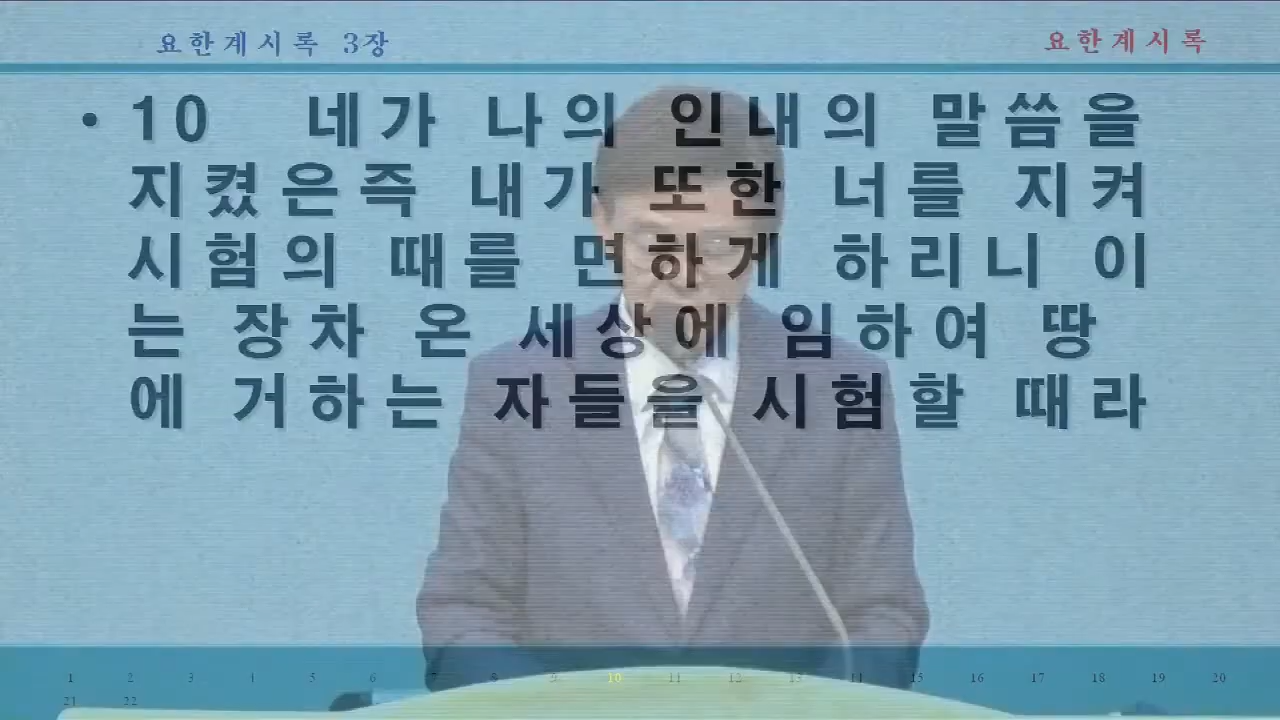 요한계시록 3장 요한계시록
• 10 네가 나의 인내의 말씀을
지켰은즉 내가 또한 너를 지켜
시험의 때를 면하게 하리니 이
는 장차 온 세상에 임하여 땅
에 거하는 자들을 시험할 때라
1 2 3 4 5 6 7 8 9 10 11 12 13 14 15 16 17 18 19 20
21 22